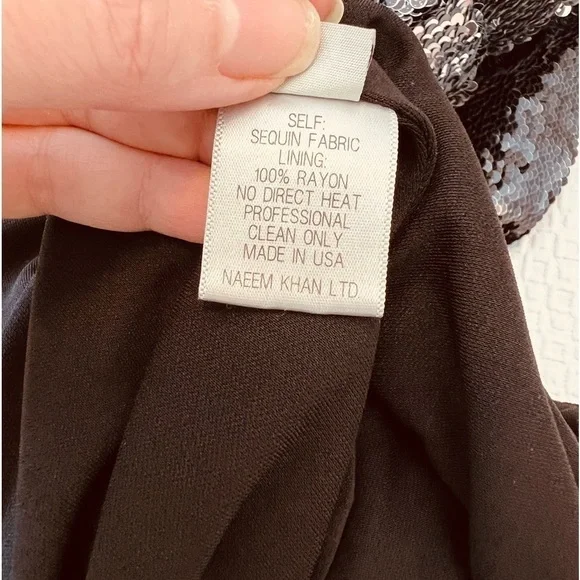 SELF:
SEQUIN FABRIC
LINING:
100% RAYON
NO DIRECT HEAT
PROFESSIONAL
CLEAN ONLY
MADE IN USA
NAEEM KHAN LTD